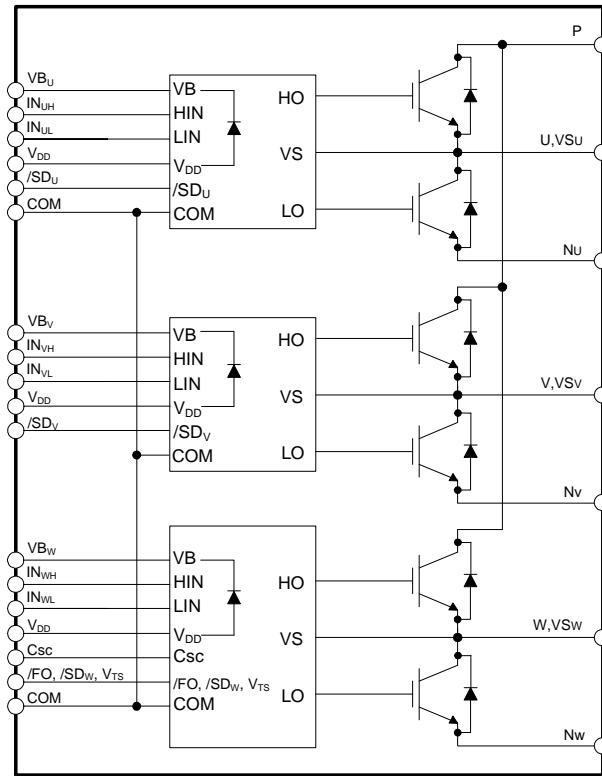 P
VBU
INUH
INUL
VDD
/SDU
COM
VB
HIN
LIN
VDD
/SDU
COM
HO
VS
LO
U,VSU
NU
VBV
INVH
INVL
VDD
/SDV
VB
HIN
LIN
VDD
/SDV
COM
HO
VS
LO
V,VSV
NV
VBW
INWH
INWL
VDD
Csc
/FO, /SDW, VTS
COM
VB
HIN
LIN
VDD
Csc
/FO, /SDW, VTS
COM
HO
VS
LO
W,VSW
NW